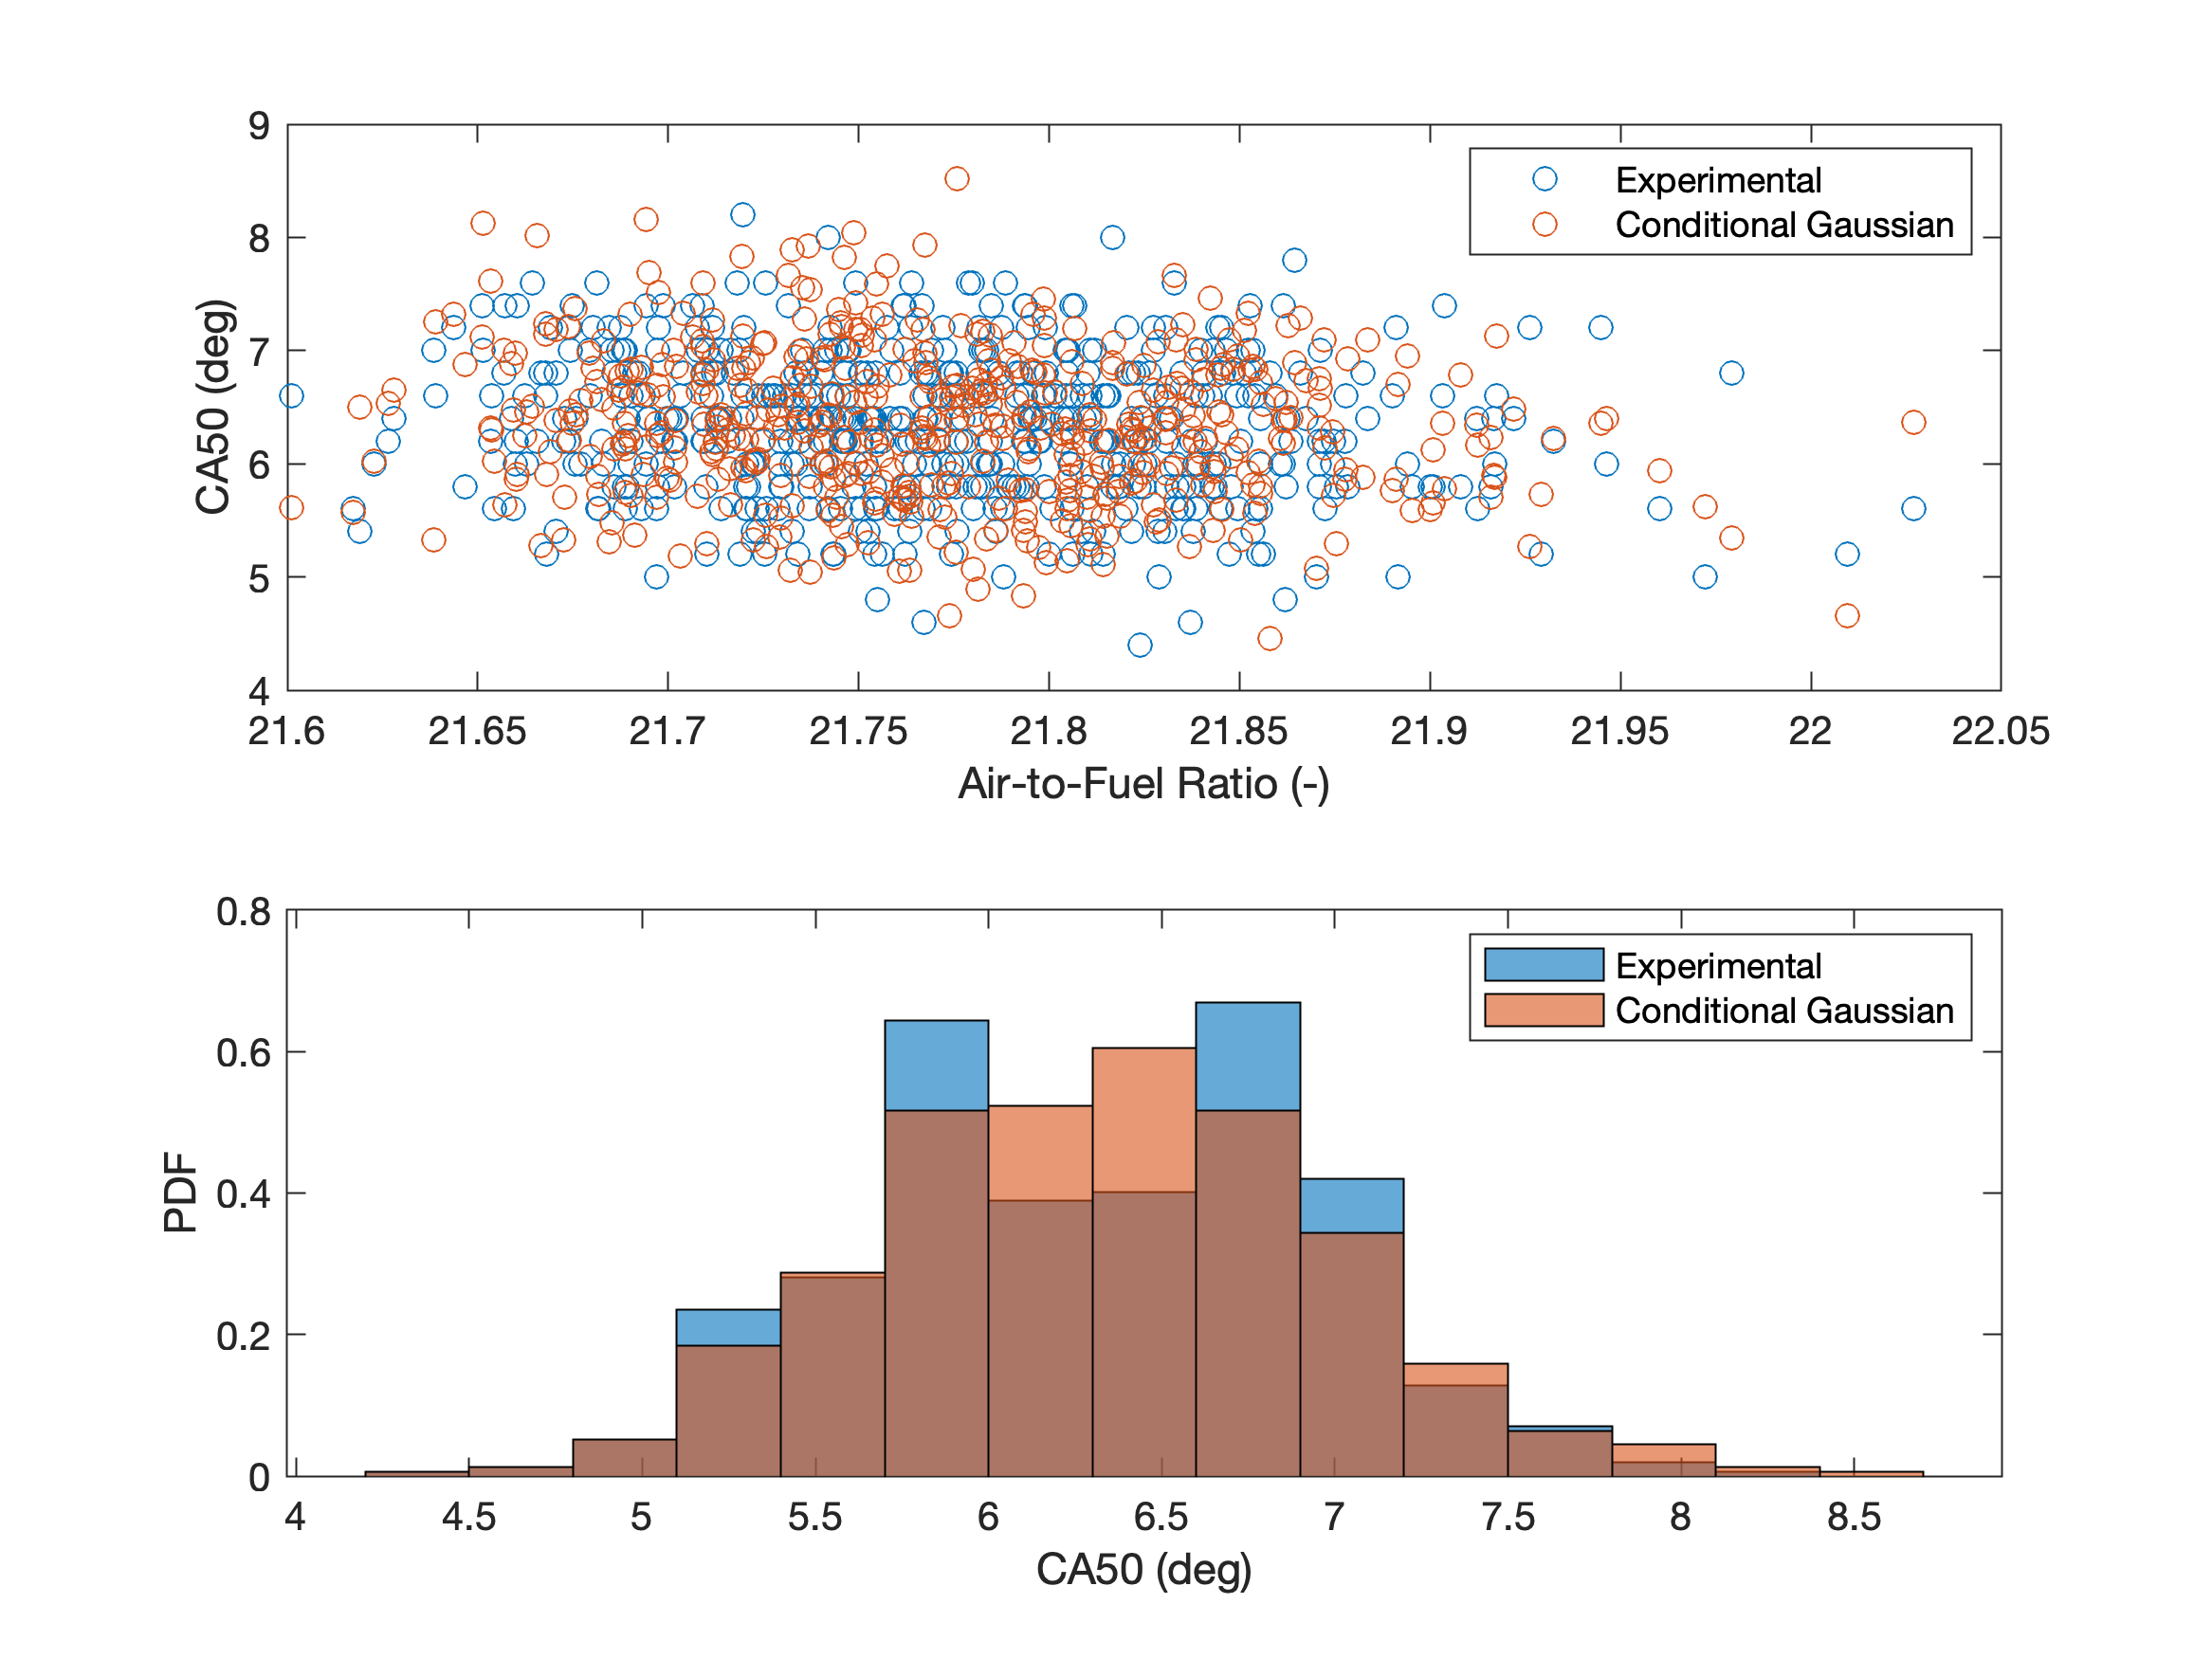 9
8
7
6
5
4
CA50 (deg)
Experimental
Conditional Gaussian
21.6 21.65 21.7 21.75 21.8 21.85 21.9 21.95 22 22.05
Air-to-Fuel Ratio (-)
0.8
0.6
0.4
0.2
0
PDF
Experimental
Conditional Gaussian
4 4.5 5 5.5 6 6.5 7 7.5 8 8.5
CA50 (deg)